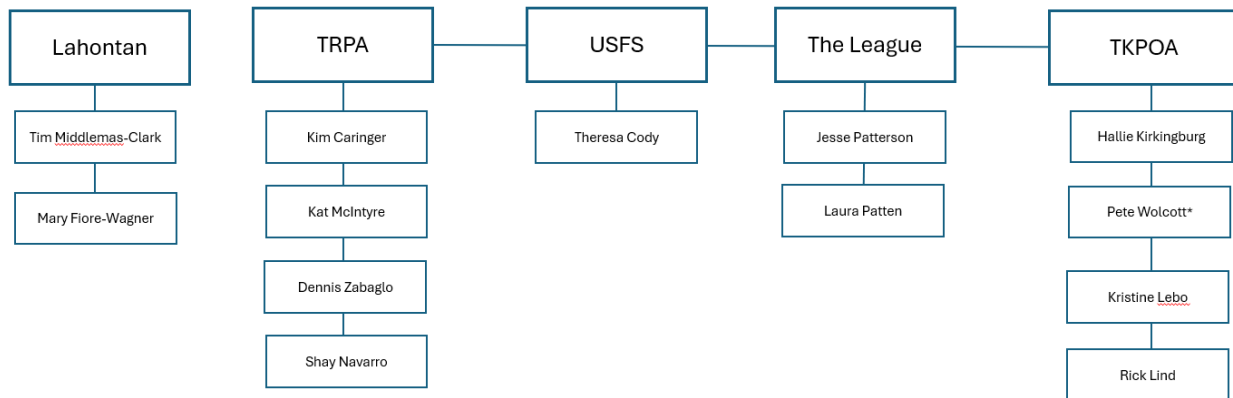 Lahontan
TRPA
USFS
The League
TKPOA
Tim Middlemas-Clark
Kim Caringer
Theresa Cody
Jesse Patterson
Hallie Kirkingburg
Mary Fiore-Wagner
Kat McIntyre
Laura Patten
Pete Wolcott*
Dennis Zabaglo
Kristine Lebo
Shay Navarro
Rick Lind